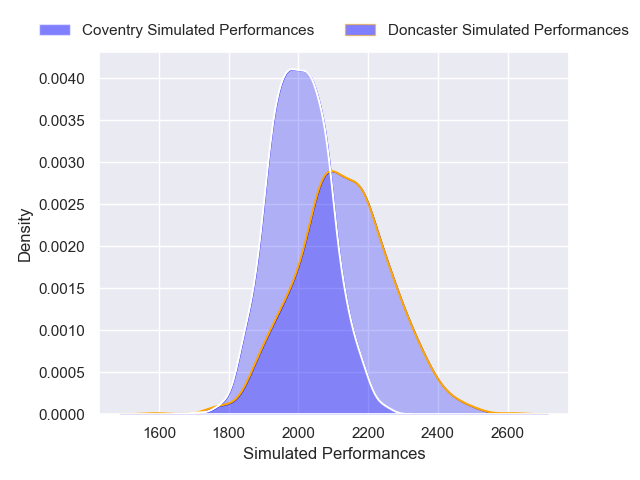 Coventry Simulated Performances
Doncaster Simulated Performances
0.0040
0.0035
0.0030
0.0025
0.0020
0.0015
0.0010
0.0005
0.0000
Density
1600 1800 2000 2200 2400 2600
Simulated Performances